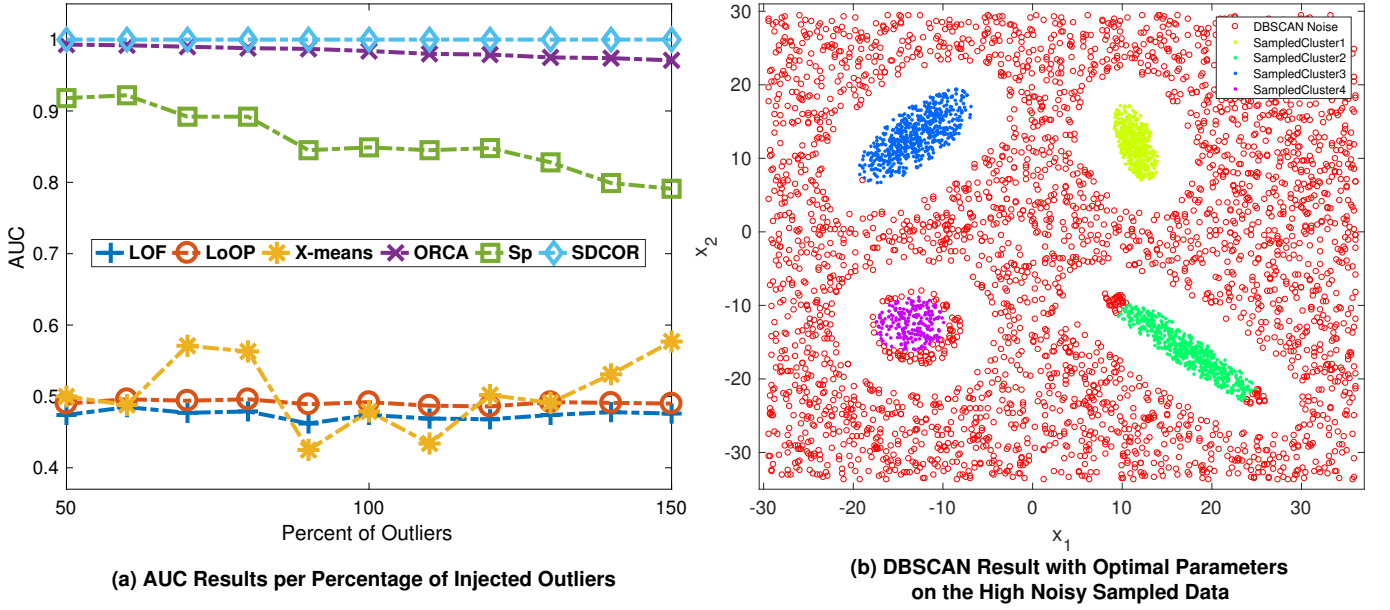 1
0.9
0.8
0.7
0.6
0.5
0.4
AUC
LOF LoOP X-means ORCA Sp SDCOR
50 100 150
Percent of Outliers
(a) AUC Results per Percentage of Injected Outliers
30
20
10
0
-10
-20
-30
x2
DBSCAN Noise
SampledCluster1
SampledCluster2
SampledCluster3
SampledCluster4
-30 -20 -10 0 10 20 30
x1
(b) DBSCAN Result with Optimal Parameters
on the High Noisy Sampled Data